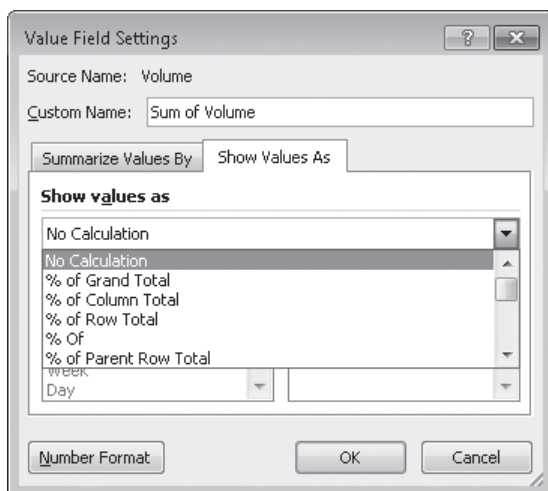 Value Field Settings
Source Name: Volume
Custom Name: Sum of Volume
Summarize Values By Show Values As
Show values as
No Calculation
No Calculation
% of Grand Total
% of Column Total
% of Row Total
% Of
% of Parent Row Total
Week
Day
Number Format OK Cancel